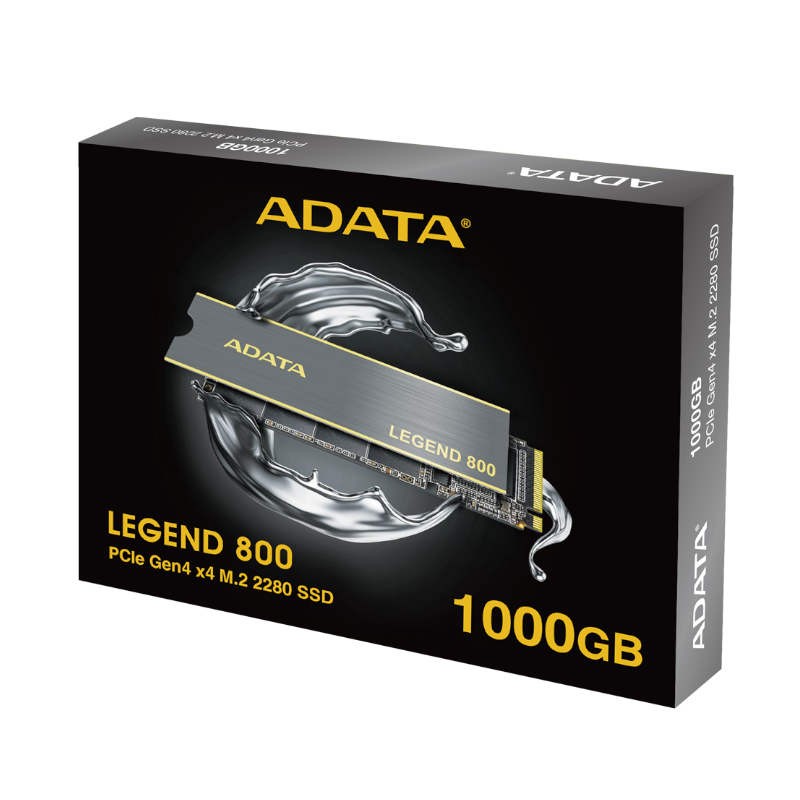 PCIe Gen4 x4 M.2 2280 SSD
1000GB
ADATA®
ADATA®
ADATA
LEGEND 800
LEGEND 800
PCIe Gen4 x4 M.2 2280 SSD
1000GB
ADATA®
1000GB
PCIe Gen4 x4 M.2 2280 SSD